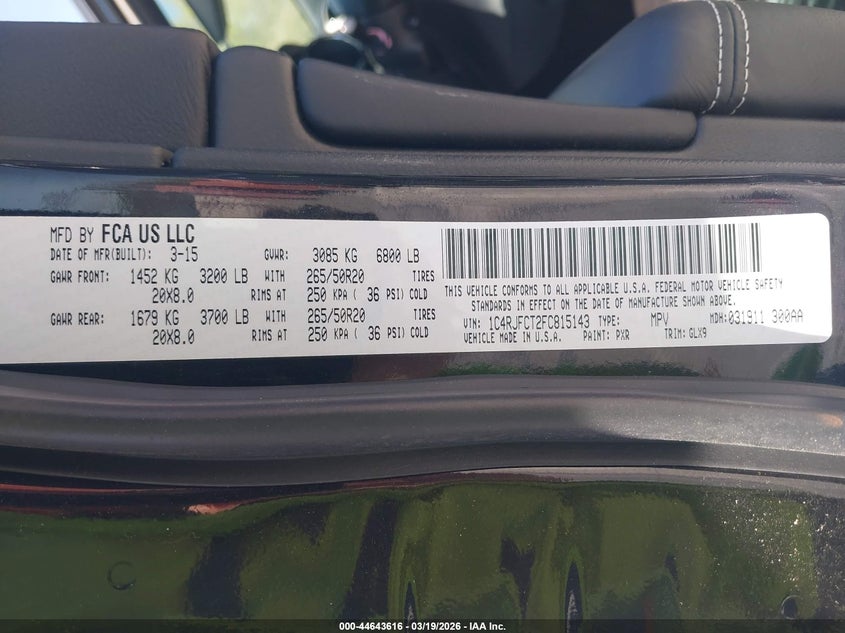 MFD BY FCA US LLC
DATE OF MFR(BUILT): 3-15 GVWR: 3085 KG 6800 LB
GAWR FRONT: 1452 KG 3200 LB WITH 265/50R20 TIRES
20X8.0 RIMS AT 250 KPA ( 36 PSI) COLD
GAWR REAR: 1679 KG 3700 LB WITH 265/50R20 TIRES
20X8.0 RIMS AT 250 KPA ( 36 PSI) COLD
THIS VEHICLE CONFORMS TO ALL APPLICABLE U.S.A. FEDERAL MOTOR VEHICLE SAFETY
STANDARDS IN EFFECT ON THE DATE OF MANUFACTURE SHOWN ABOVE.
VIN: 1C4RJFCT2FC815143 TYPE: MPV MDH: 031911 300AA
VEHICLE MADE IN U.S.A. PAINT: PXR TRIM: GLX9
000-44643616 - 03/19/2026 - IAA Inc.